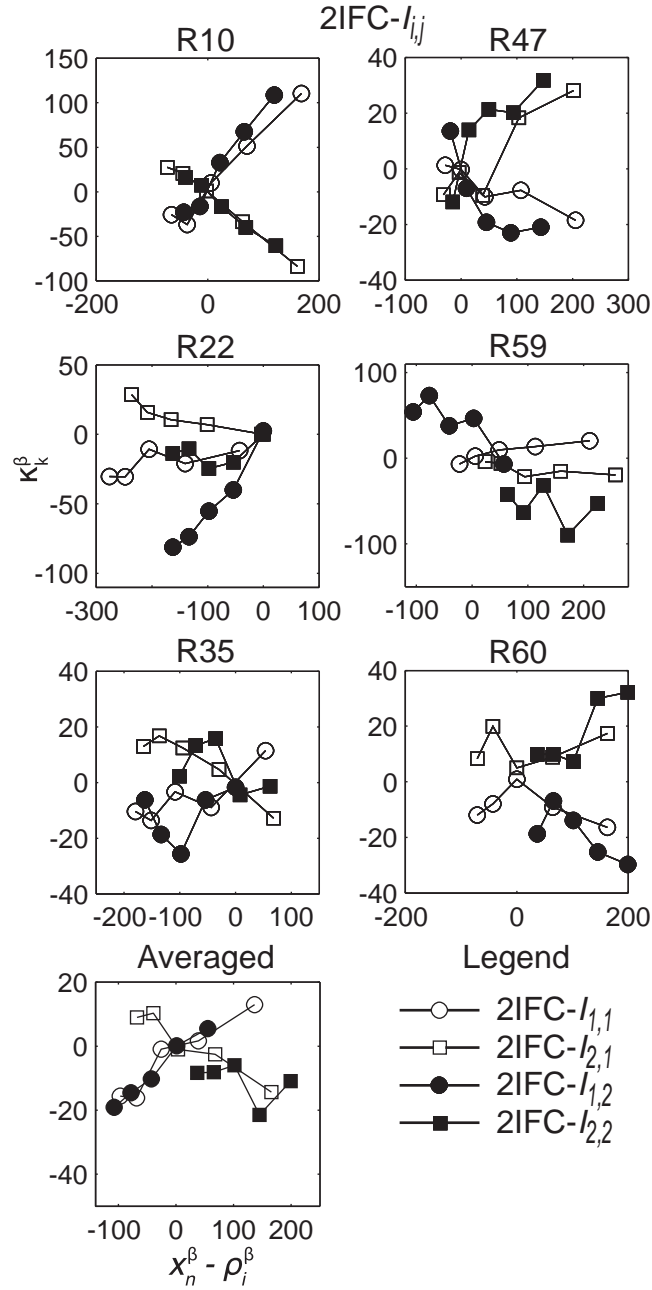 2IFC-I_{i,j}
R10
R47
150
100
50
0
-50
-100
-200 0 200
40
20
0
-20
-40
-100 0 100 200 300
R22
R59
50
0
-50
-100
-300 0 100
100
0
-100
-100 0 100 200
κ_k^β
R35
R60
40
20
0
-20
-40
-200 -100 0 100
40
20
0
-20
-40
0 200
Averaged
Legend
20
0
-20
-40
-100 0 100 200
x_n^β - ρ_i^β
2IFC-I_{1,1}
2IFC-I_{2,1}
2IFC-I_{1,2}
2IFC-I_{2,2}